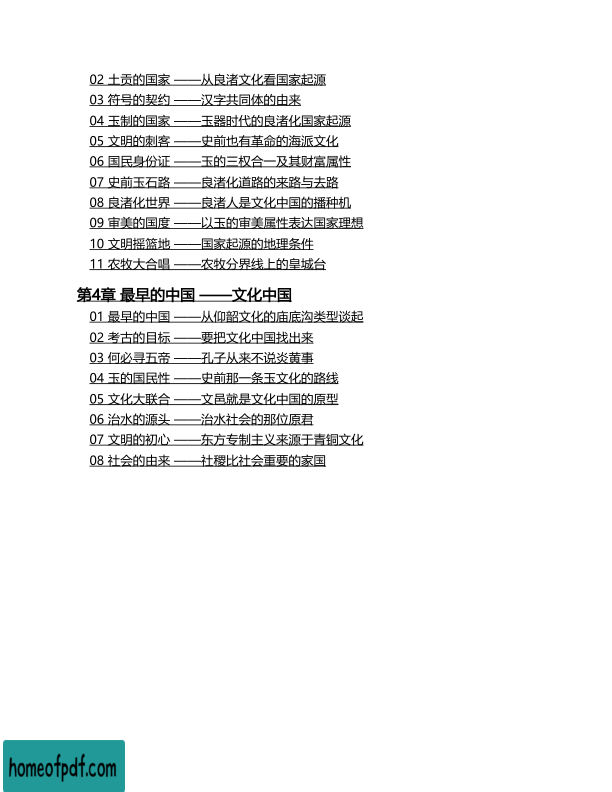 02 土贡的国家 ——从良渚文化看国家起源
03 符号的契约 ——汉字共同体的由来
04 玉制的国家 ——玉器时代的良渚化国家起源
05 文明的刺客 ——史前也有革命的海派文化
06 国民身份证 ——玉的三权合一及其财富属性
07 史前玉石路 ——良渚化道路的来路与去路
08 良渚化世界 ——良渚人是文化中国的播种机
09 审美的国度 ——以玉的审美属性表达国家理想
10 文明摇篮地 ——国家起源的地理条件
11 农牧大合唱 ——农牧分界线上的皇城台
第4章 最早的中国 ——文化中国
01 最早的中国 ——从仰韶文化的庙底沟类型谈起
02 考古的目标 ——要把文化中国找出来
03 何必寻五帝 ——孔子从来不说炎黄事
04 玉的国民性 ——史前那一条玉文化的路线
05 文化大联合 ——文邑就是文化中国的原型
06 治水的源头 ——治水社会的那位原君
07 文明的初心 ——东方专制主义来源于青铜文化
08 社会的由来 ——社稷比社会重要的家国
homeofpdf.com